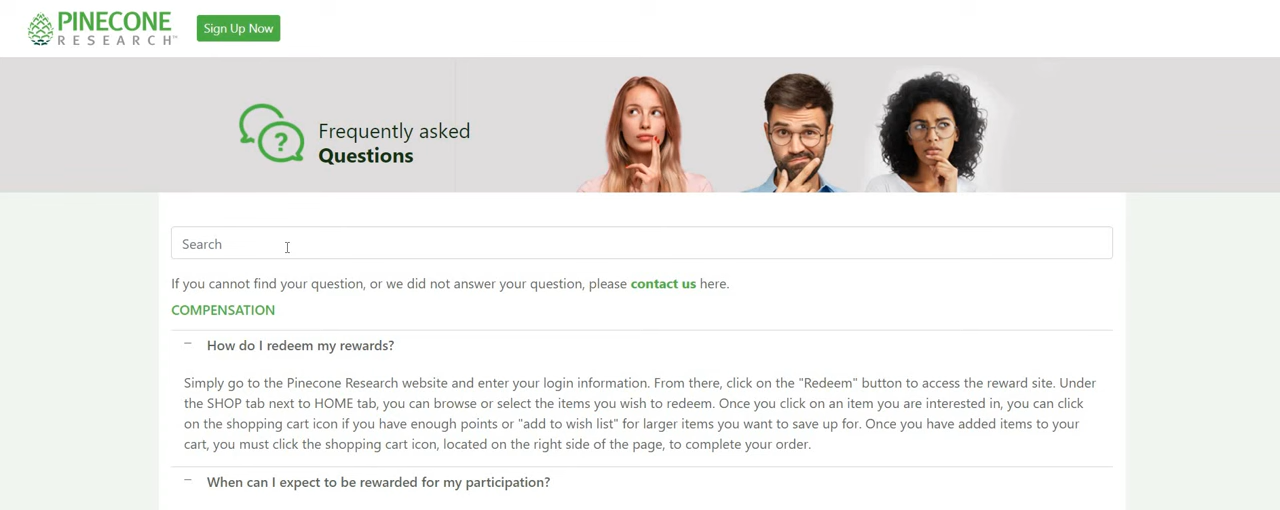 PINECONE
RESEARCH™
Sign Up Now
?
Frequently asked
Questions
Search
If you cannot find your question, or we did not answer your question, please contact us here.
COMPENSATION
How do I redeem my rewards?
Simply go to the Pinecone Research website and enter your login information. From there, click on the "Redeem" button to access the reward site. Under
the SHOP tab next to HOME tab, you can browse or select the items you wish to redeem. Once you click on an item you are interested in, you can click
on the shopping cart icon if you have enough points or "add to wish list" for larger items you want to save up for. Once you have added items to your
cart, you must click the shopping cart icon, located on the right side of the page, to complete your order.
When can I expect to be rewarded for my participation?